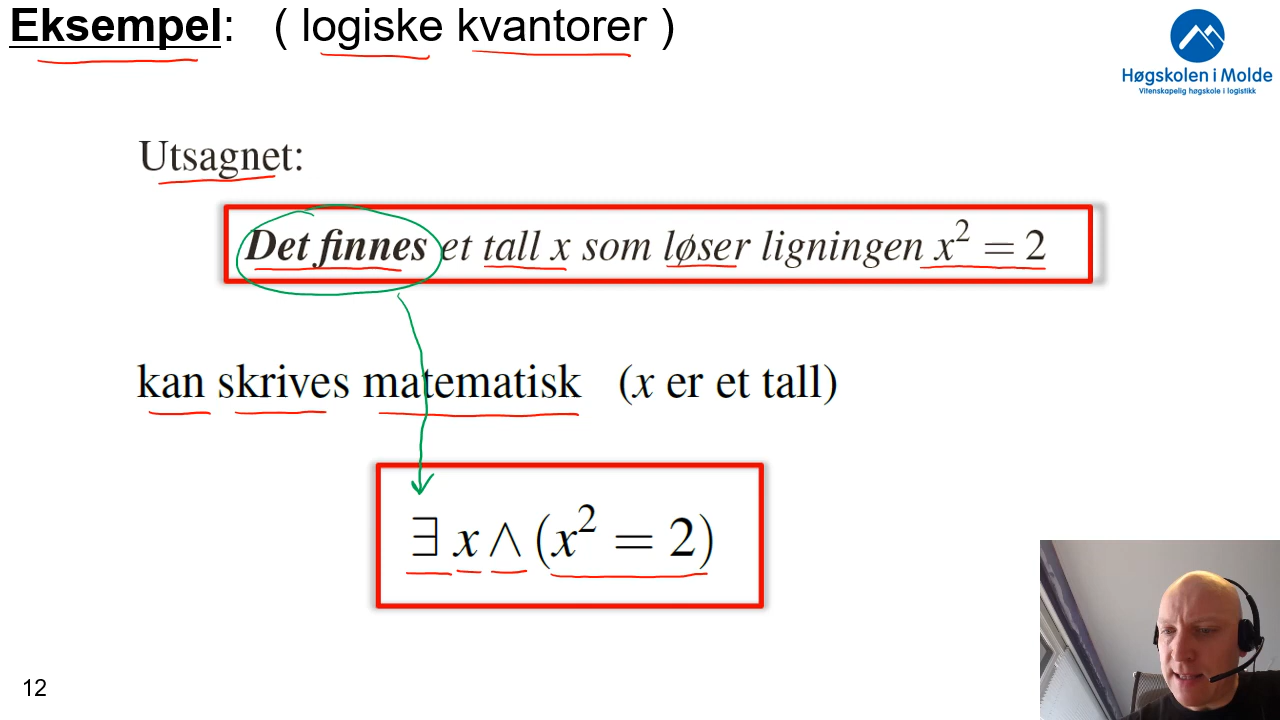 Eksempel: ( logiske kvantorer )
Høgskolen i Molde
Vitenskapelig høgskole i logistikk
Utsagnet:
Det finnes et tall x som løser ligningen x² = 2
kan skrives matematisk (x er et tall)
∃ x ∧ (x² = 2)
12